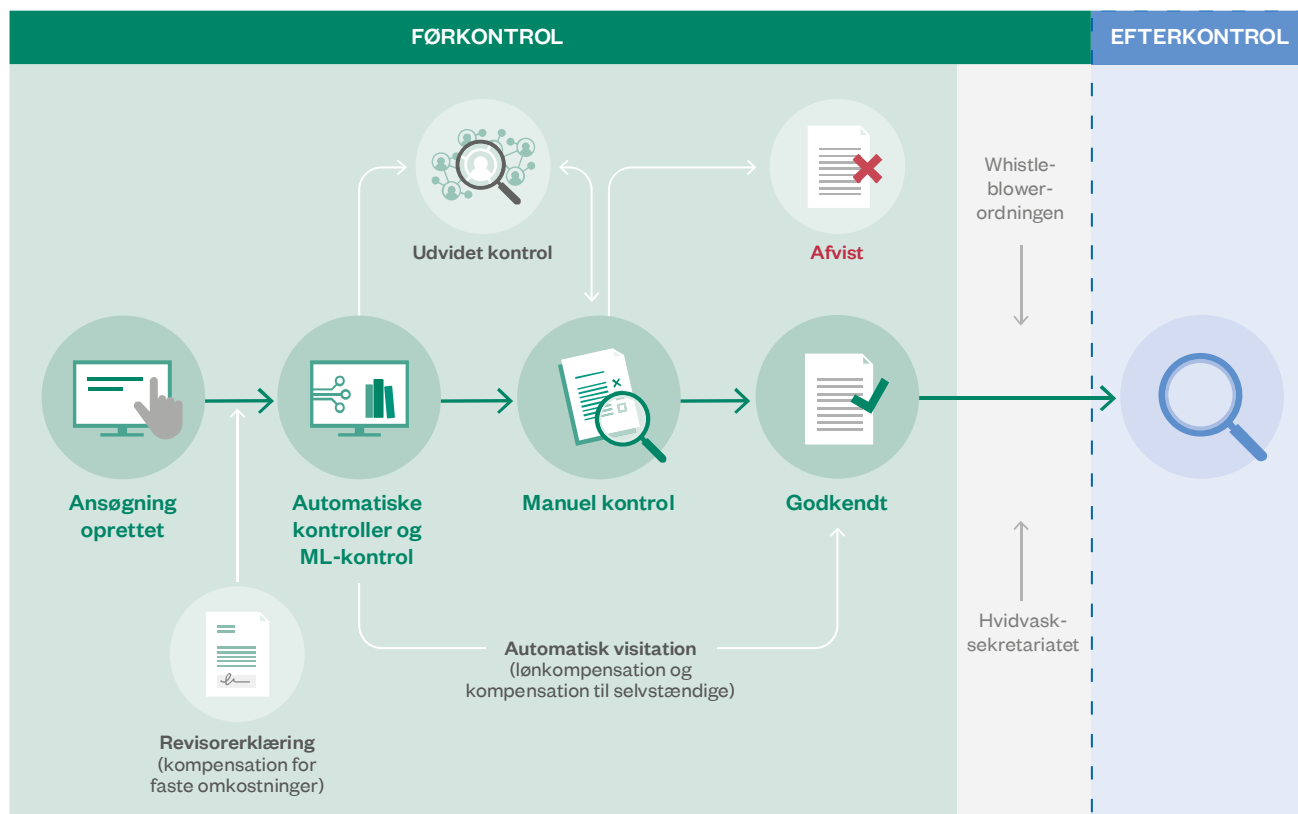 FØRKONTROL
EFTERKONTROL
Udvidet kontrol
Afvist
Whistle-
blower-
ordningen
Ansøgning
oprettet
Automatiske
kontroller og
ML-kontrol
Manuel kontrol
Godkendt
Hvidvask-
sekretariatet
Automatisk visitation
(lønkompensation og
kompensation til selvstændige)
Revisorerklæring
(kompensation for
faste omkostninger)